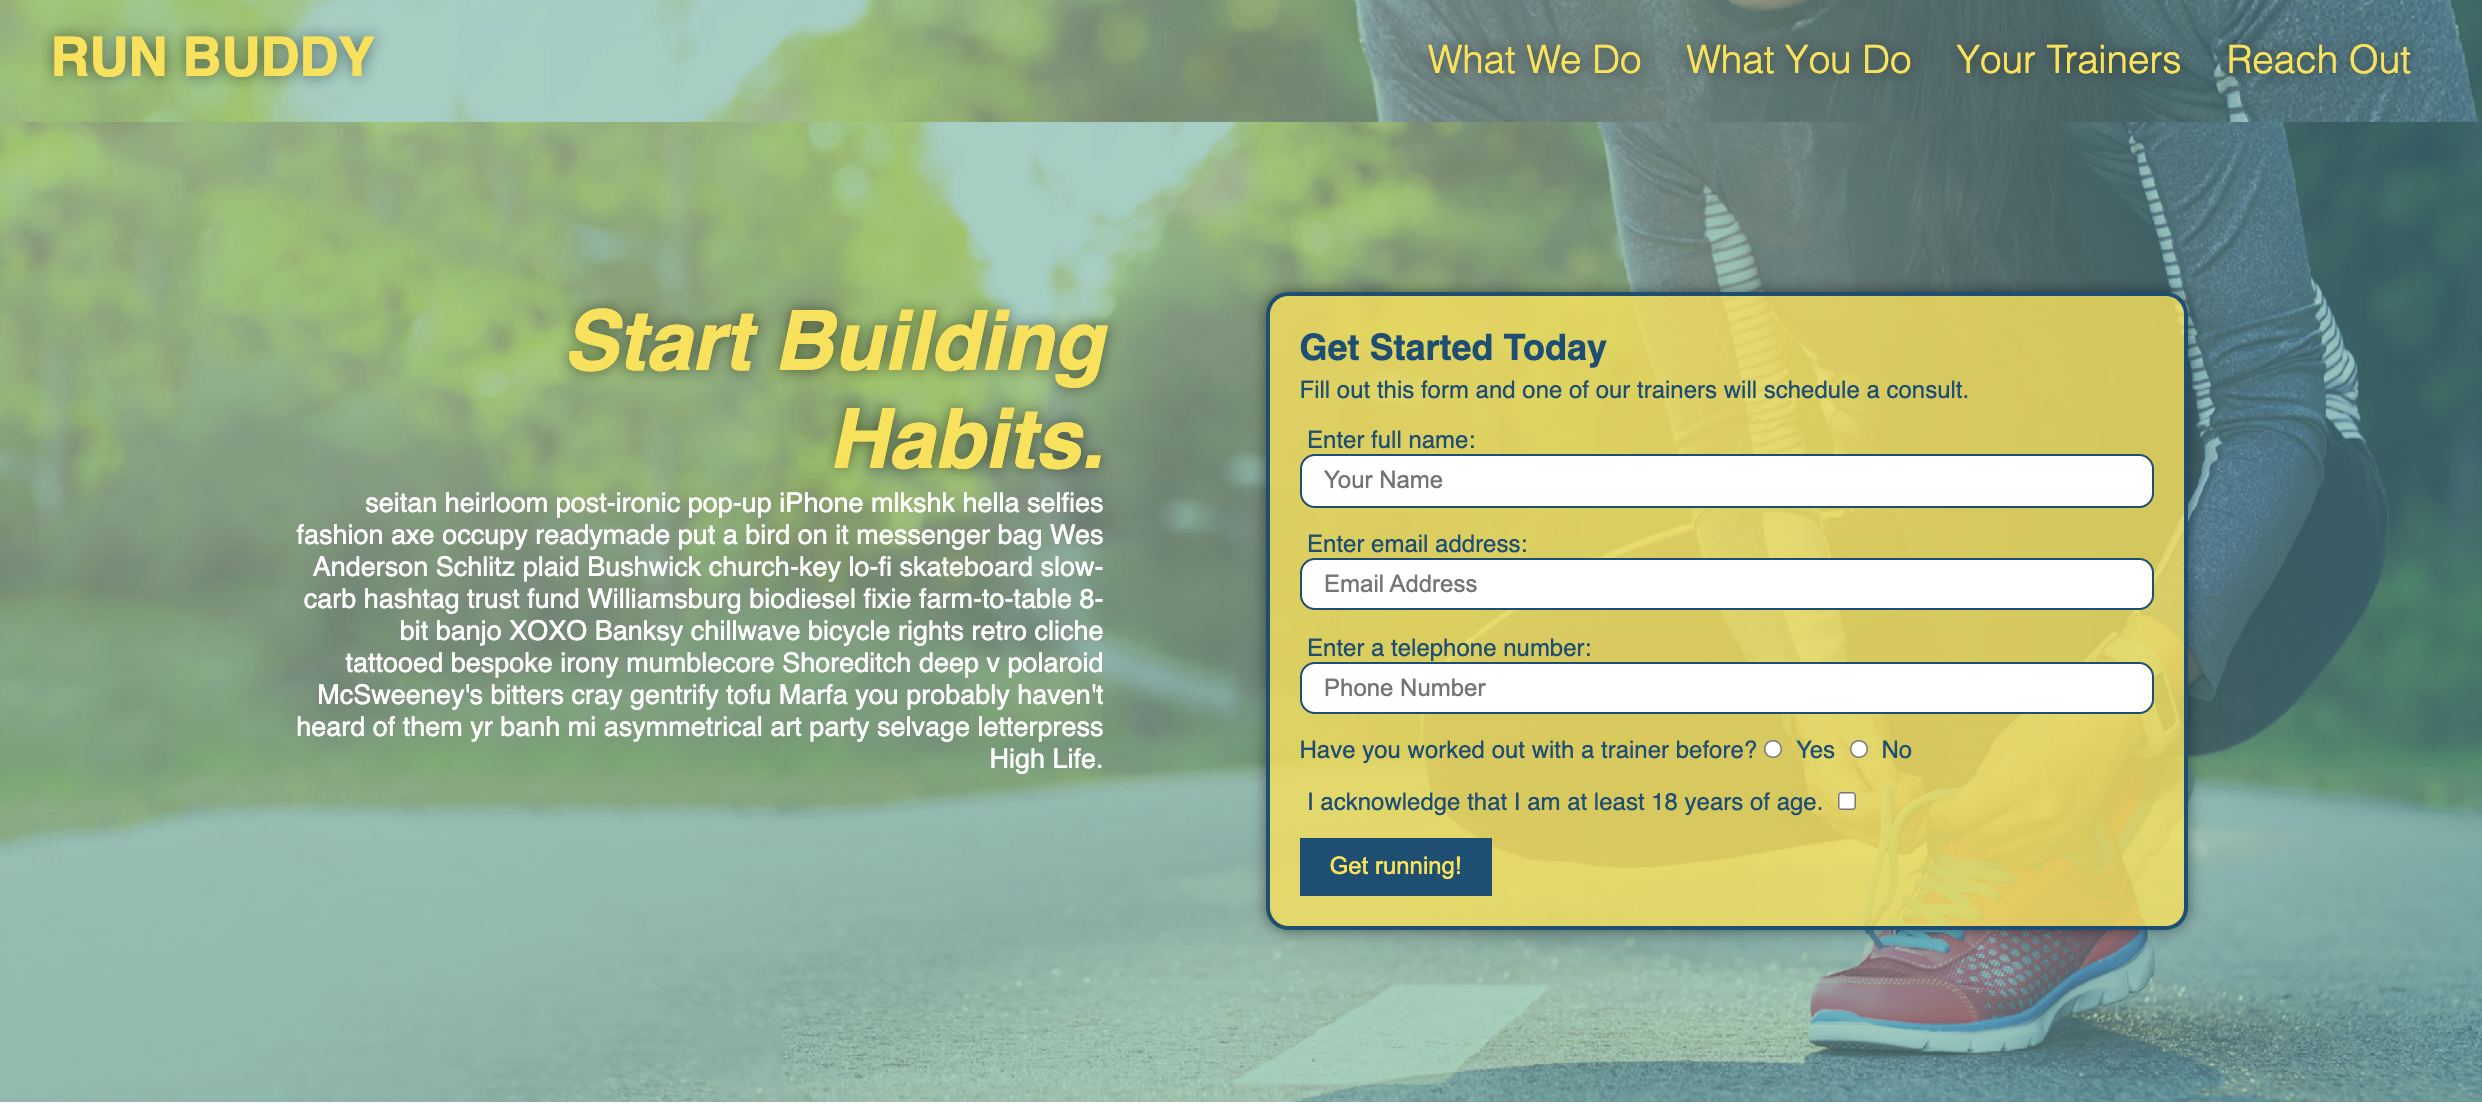 RUN BUDDY
What We Do
What You Do
Your Trainers
Reach Out
Start Building
Habits.
seitan heirloom post-ironic pop-up iPhone mlkshk hella selfies
fashion axe occupy readymade put a bird on it messenger bag Wes
Anderson Schlitz plaid Bushwick church-key lo-fi skateboard slow-
carb hashtag trust fund Williamsburg biodiesel fixie farm-to-table 8-
bit banjo XOXO Banksy chillwave bicycle rights retro cliche
tattooed bespoke irony mumblecore Shoreditch deep v polaroid
McSweeney's bitters cray gentrify tofu Marfa you probably haven't
heard of them yr banh mi asymmetrical art party selvage letterpress
High Life.
Get Started Today
Fill out this form and one of our trainers will schedule a consult.
Enter full name:
Your Name
Enter email address:
Email Address
Enter a telephone number:
Phone Number
Have you worked out with a trainer before? Yes No
I acknowledge that I am at least 18 years of age.
Get running!